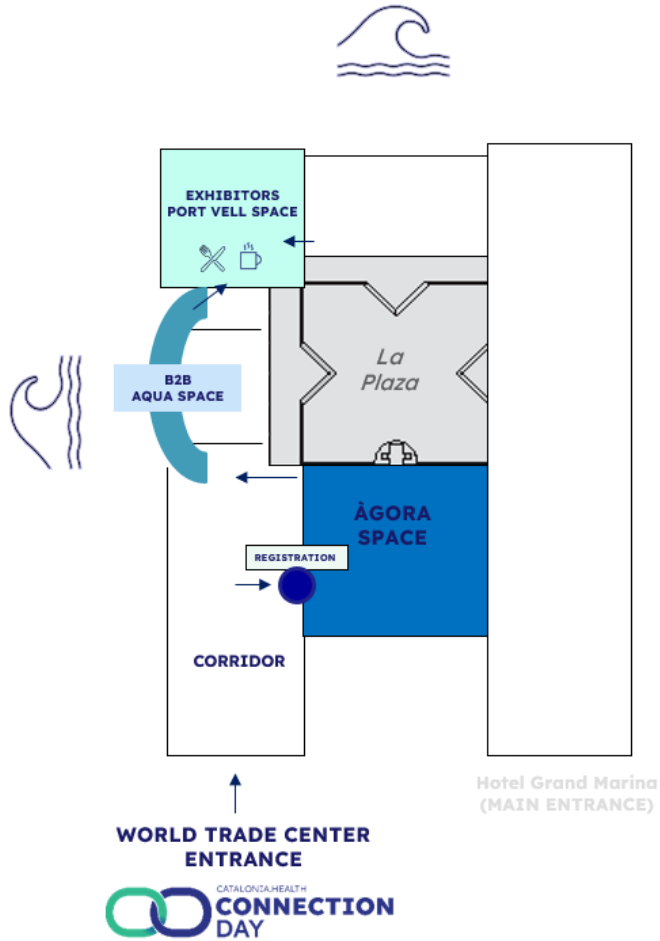 EXHIBITORS
PORT VELL SPACE
La
Plaza
B2B
AQUA SPACE
ÀGORA
SPACE
REGISTRATION
CORRIDOR
Hotel Grand Marina
(MAIN ENTRANCE)
WORLD TRADE CENTER
ENTRANCE
CATALONIA.HEALTH
CONNECTION
DAY